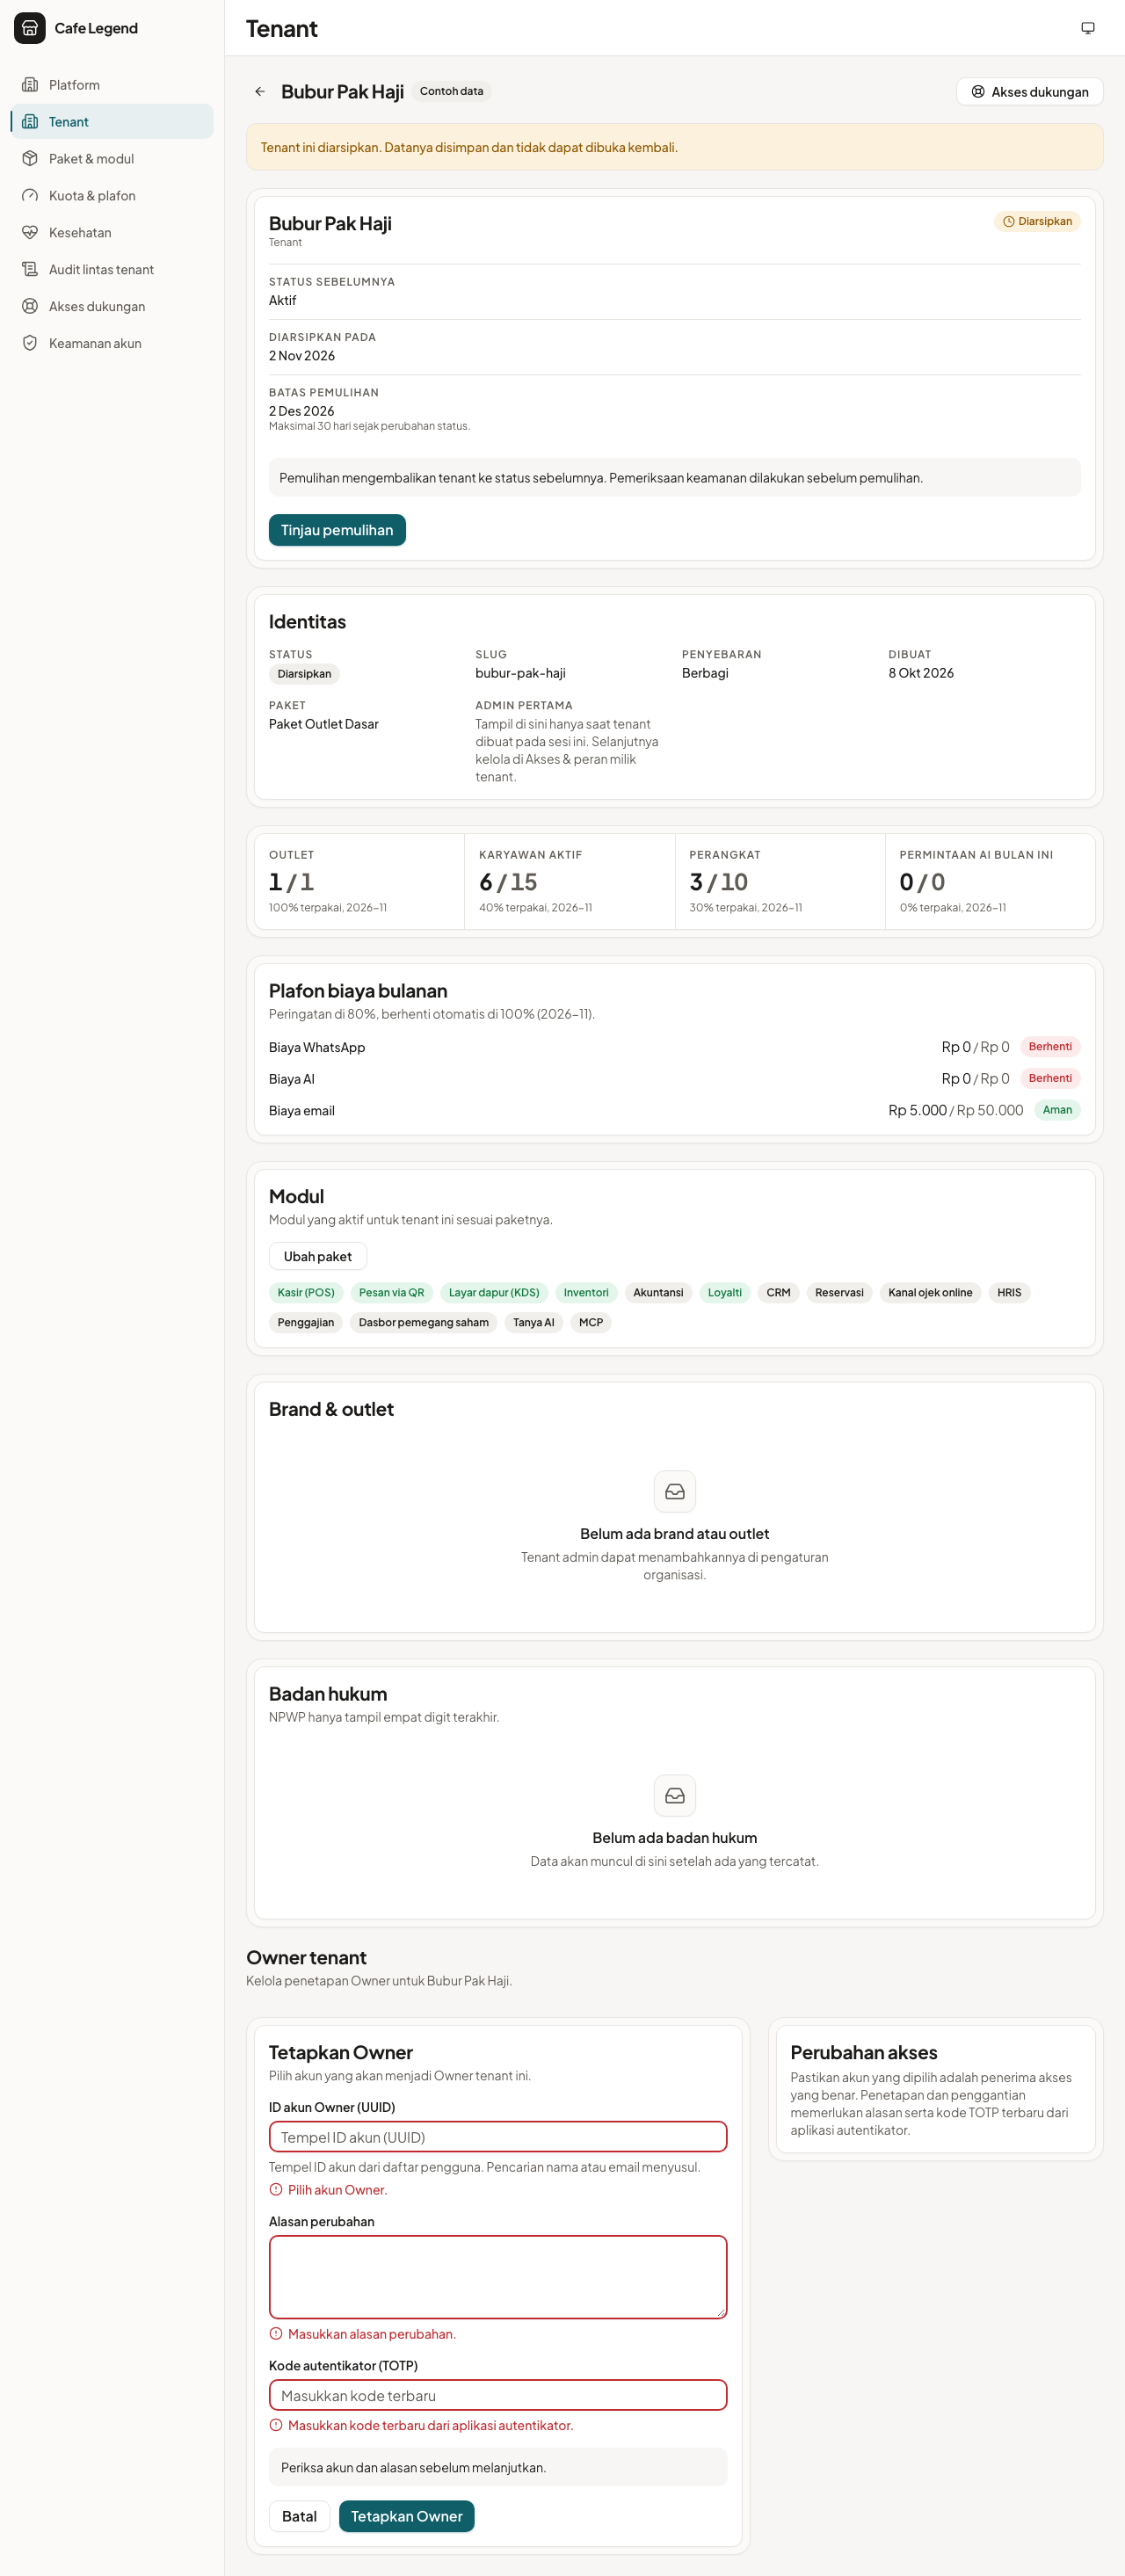 Cafe Legend
Tenant
Platform
Tenant
Paket & modul
Kuota & plafon
Kesehatan
Audit lintas tenant
Akses dukungan
Keamanan akun
Bubur Pak Haji
Contoh data
Akses dukungan
Tenant ini diarsipkan. Datanya disimpan dan tidak dapat dibuka kembali.
Bubur Pak Haji
Diarsipkan
Tenant
STATUS SEBELUMNYA
Aktif
DIARSIPKAN PADA
2 Nov 2026
BATAS PEMULIHAN
2 Des 2026
Maksimal 30 hari sejak perubahan status.
Pemulihan mengembalikan tenant ke status sebelumnya. Pemeriksaan keamanan dilakukan sebelum pemulihan.
Tinjau pemulihan
Identitas
STATUS
Diarsipkan
SLUG
bubur-pak-haji
PENYEBARAN
Berbagi
DIBUAT
8 Okt 2026
PAKET
Paket Outlet Dasar
ADMIN PERTAMA
Tampil di sini hanya saat tenant
dibuat pada sesi ini. Selanjutnya
kelola di Akses & peran milik
tenant.
OUTLET
1 / 1
100% terpakai, 2026-11
KARYAWAN AKTIF
6 / 15
40% terpakai, 2026-11
PERANGKAT
3 / 10
30% terpakai, 2026-11
PERMINTAAN AI BULAN INI
0 / 0
0% terpakai, 2026-11
Plafon biaya bulanan
Peringatan di 80%, berhenti otomatis di 100% (2026-11).
Biaya WhatsApp
Rp 0 / Rp 0
Berhenti
Biaya AI
Rp 0 / Rp 0
Berhenti
Biaya email
Rp 5.000 / Rp 50.000
Aman
Modul
Modul yang aktif untuk tenant ini sesuai paketnya.
Ubah paket
Kasir (POS)
Pesan via QR
Layar dapur (KDS)
Inventori
Akuntansi
Loyalti
CRM
Reservasi
Kanal ojek online
HRIS
Penggajian
Dasbor pemegang saham
Tanya AI
MCP
Brand & outlet
Belum ada brand atau outlet
Tenant admin dapat menambahkannya di pengaturan
organisasi.
Badan hukum
NPWP hanya tampil empat digit terakhir.
Belum ada badan hukum
Data akan muncul di sini setelah ada yang tercatat.
Owner tenant
Kelola penetapan Owner untuk Bubur Pak Haji.
Tetapkan Owner
Pilih akun yang akan menjadi Owner tenant ini.
ID akun Owner (UUID)
Tempel ID akun (UUID)
Tempel ID akun dari daftar pengguna. Pencarian nama atau email menyusul.
Pilih akun Owner.
Alasan perubahan
Masukkan alasan perubahan.
Kode autentikator (TOTP)
Masukkan kode terbaru
Masukkan kode terbaru dari aplikasi autentikator.
Periksa akun dan alasan sebelum melanjutkan.
Batal
Tetapkan Owner
Perubahan akses
Pastikan akun yang dipilih adalah penerima akses
yang benar. Penetapan dan penggantian
memerlukan alasan serta kode TOTP terbaru dari
aplikasi autentikator.